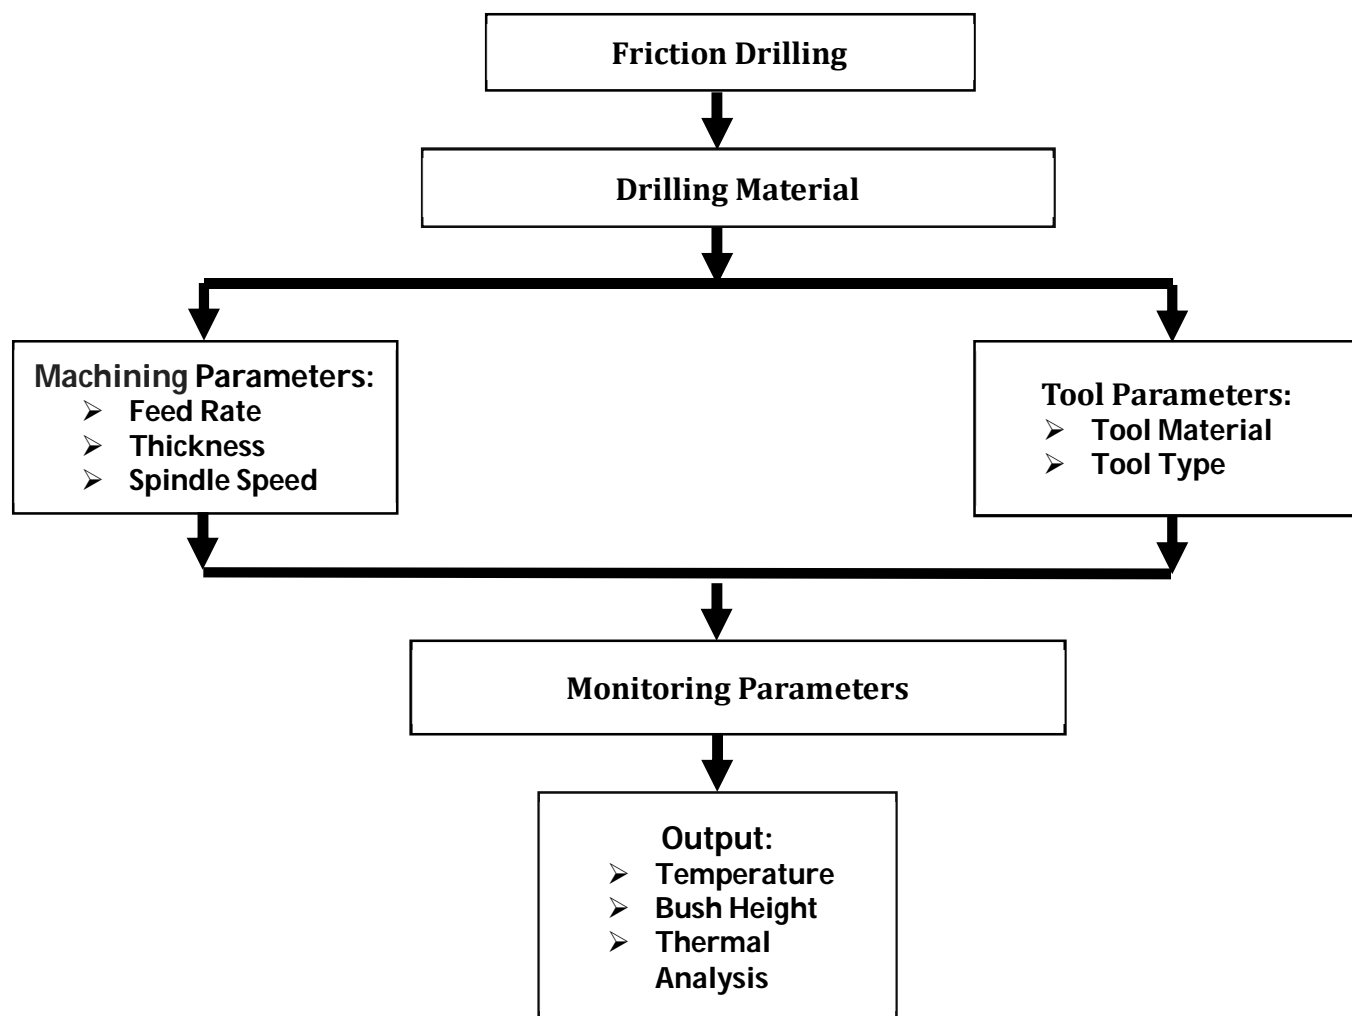 Friction Drilling
Drilling Material
Machining Parameters:
➢ Feed Rate
➢ Thickness
➢ Spindle Speed
Tool Parameters:
➢ Tool Material
➢ Tool Type
Monitoring Parameters
Output:
➢ Temperature
➢ Bush Height
➢ Thermal
Analysis